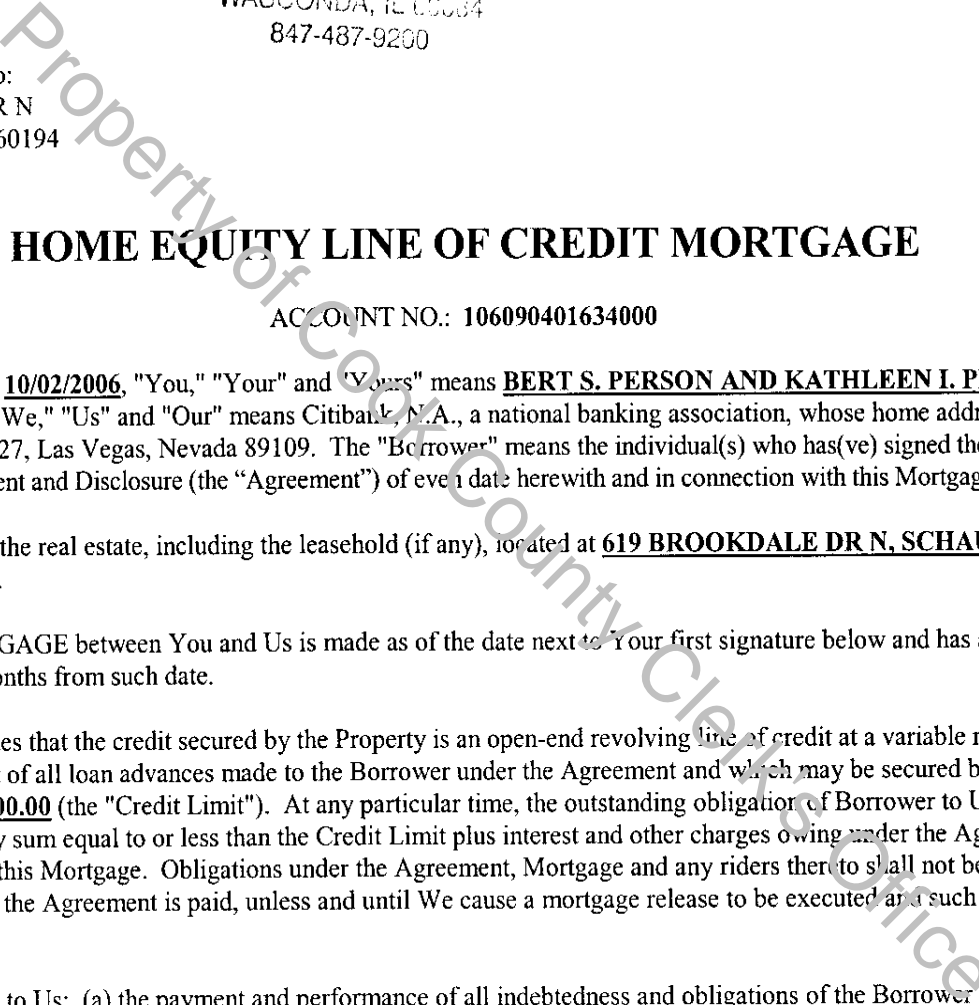 847-487-9200
o:
R N
60194
HOME EQUITY LINE OF CREDIT MORTGAGE
ACCOUNT NO.: 106090401634000
10/02/2006, "You," "Your" and "Yours" means BERT S. PERSON AND KATHLEEN I. P
We," "Us" and "Our" means Citibank, N.A., a national banking association, whose home addr
27, Las Vegas, Nevada 89109. The "Borrower" means the individual(s) who has(ve) signed the
ent and Disclosure (the “Agreement”) of even date herewith and in connection with this Mortgag
the real estate, including the leasehold (if any), located at 619 BROOKDALE DR N, SCHAU
.
GAGE between You and Us is made as of the date next to Your first signature below and has a
onths from such date.
es that the credit secured by the Property is an open-end revolving line of credit at a variable r
of all loan advances made to the Borrower under the Agreement and which may be secured b
00.00 (the "Credit Limit"). At any particular time, the outstanding obligation of Borrower to U
y sum equal to or less than the Credit Limit plus interest and other charges owing under the Ag
this Mortgage. Obligations under the Agreement, Mortgage and any riders thereto shall not be
the Agreement is paid, unless and until We cause a mortgage release to be executed and such
to Us: (a) the payment and performance of all indebtedness and obligations of the Borrower
Property of Cook County Clerk's Office